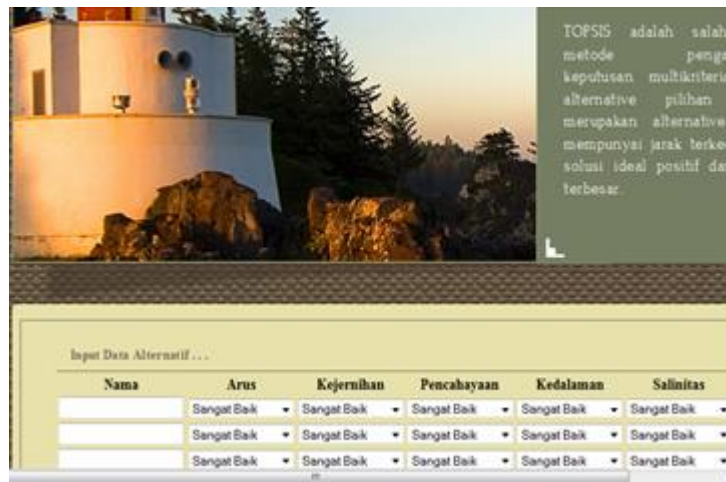 TOPSIS adalah salah
metode
keputusan
alternative pilihan
merupakan alternative
mempunyai jarak
solusi ideal positif
terbesar.
Input Data Alternatif . . .
Nama Arus Kejernihan Pencahayaan Kedalaman Salinitas
Sangat Baik Sangat Baik Sangat Baik Sangat Baik Sangat Baik
Sangat Baik Sangat Baik Sangat Baik Sangat Baik Sangat Baik
Sangat Baik Sangat Baik Sangat Baik Sangat Baik Sangat Baik